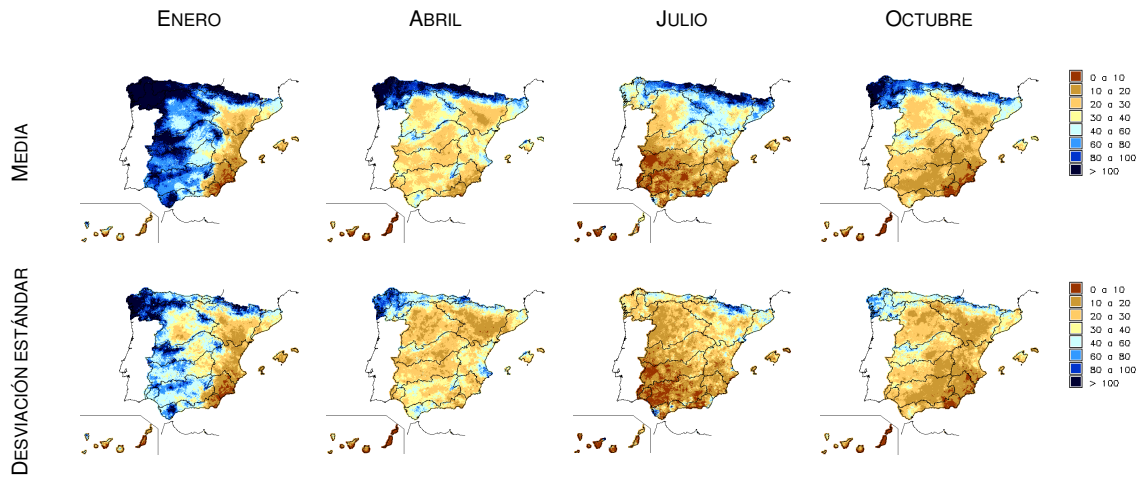 ENERO
ABRIL
JULIO
OCTUBRE
MEDIA
0 a 10
10 a 20
20 a 30
30 a 40
40 a 60
60 a 80
80 a 100
> 100
DESVIACIÓN ESTÁNDAR
0 a 10
10 a 20
20 a 30
30 a 40
40 a 60
60 a 80
80 a 100
> 100